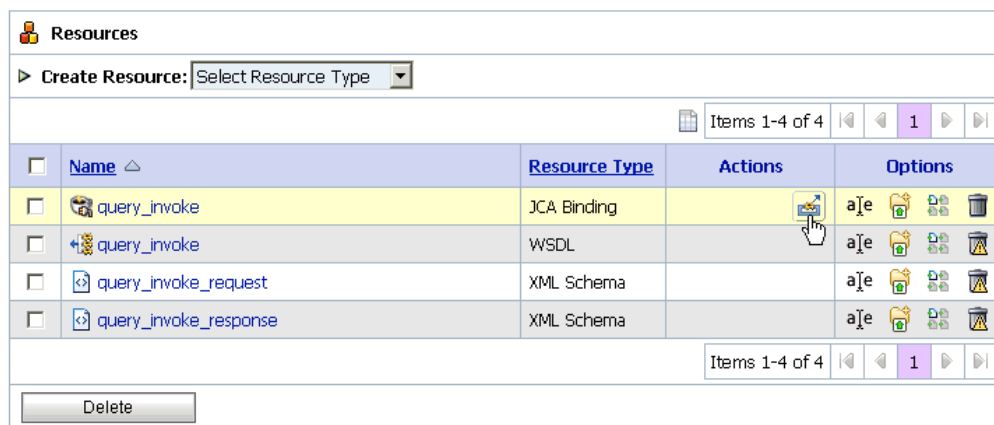 Resources
Create Resource: Select Resource Type
Items 1-4 of 4 1
Name Resource Type Actions Options
query_invoke JCA Binding a e
query_invoke WSDL a e
query_invoke_request XML Schema a e
query_invoke_response XML Schema a e
Items 1-4 of 4 1
Delete